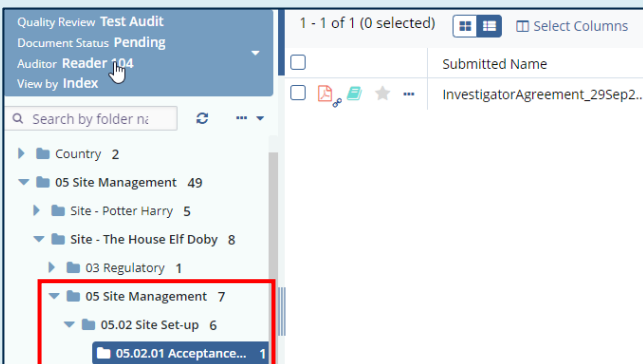 Quality Review Test Audit
Document Status Pending
Auditor Reader 104
View by Index
Search by folder na
Country 2
05 Site Management 49
Site - Potter Harry 5
Site - The House Elf Doby 8
03 Regulatory 1
05 Site Management 7
05.02 Site Set-up 6
05.02.01 Acceptance... 1
1 - 1 of 1 (0 selected)
Select Columns
Submitted Name
InvestigatorAgreement_29Sep2...